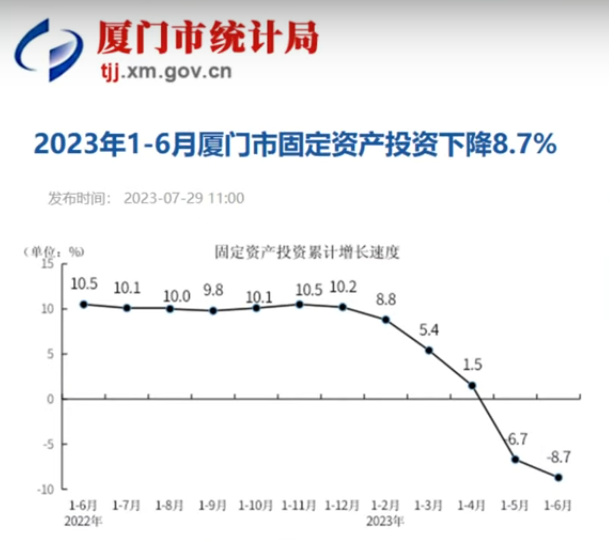 厦门市统计局
tjj.xm.gov.cn
2023年1-6月厦门市固定资产投资下降8.7%
发布时间: 2023-07-29 11:00
(单位: %)
固定资产投资累计增长速度
15
10
5
0
-5
-10
10.5 10.1 10.0 9.8 10.1 10.5 10.2 8.8 5.4 1.5 -6.7 -8.7
1-6月 1-7月 1-8月 1-9月 1-10月 1-11月 1-12月 1-2月 1-3月 1-4月 1-5月 1-6月
2022年 2023年